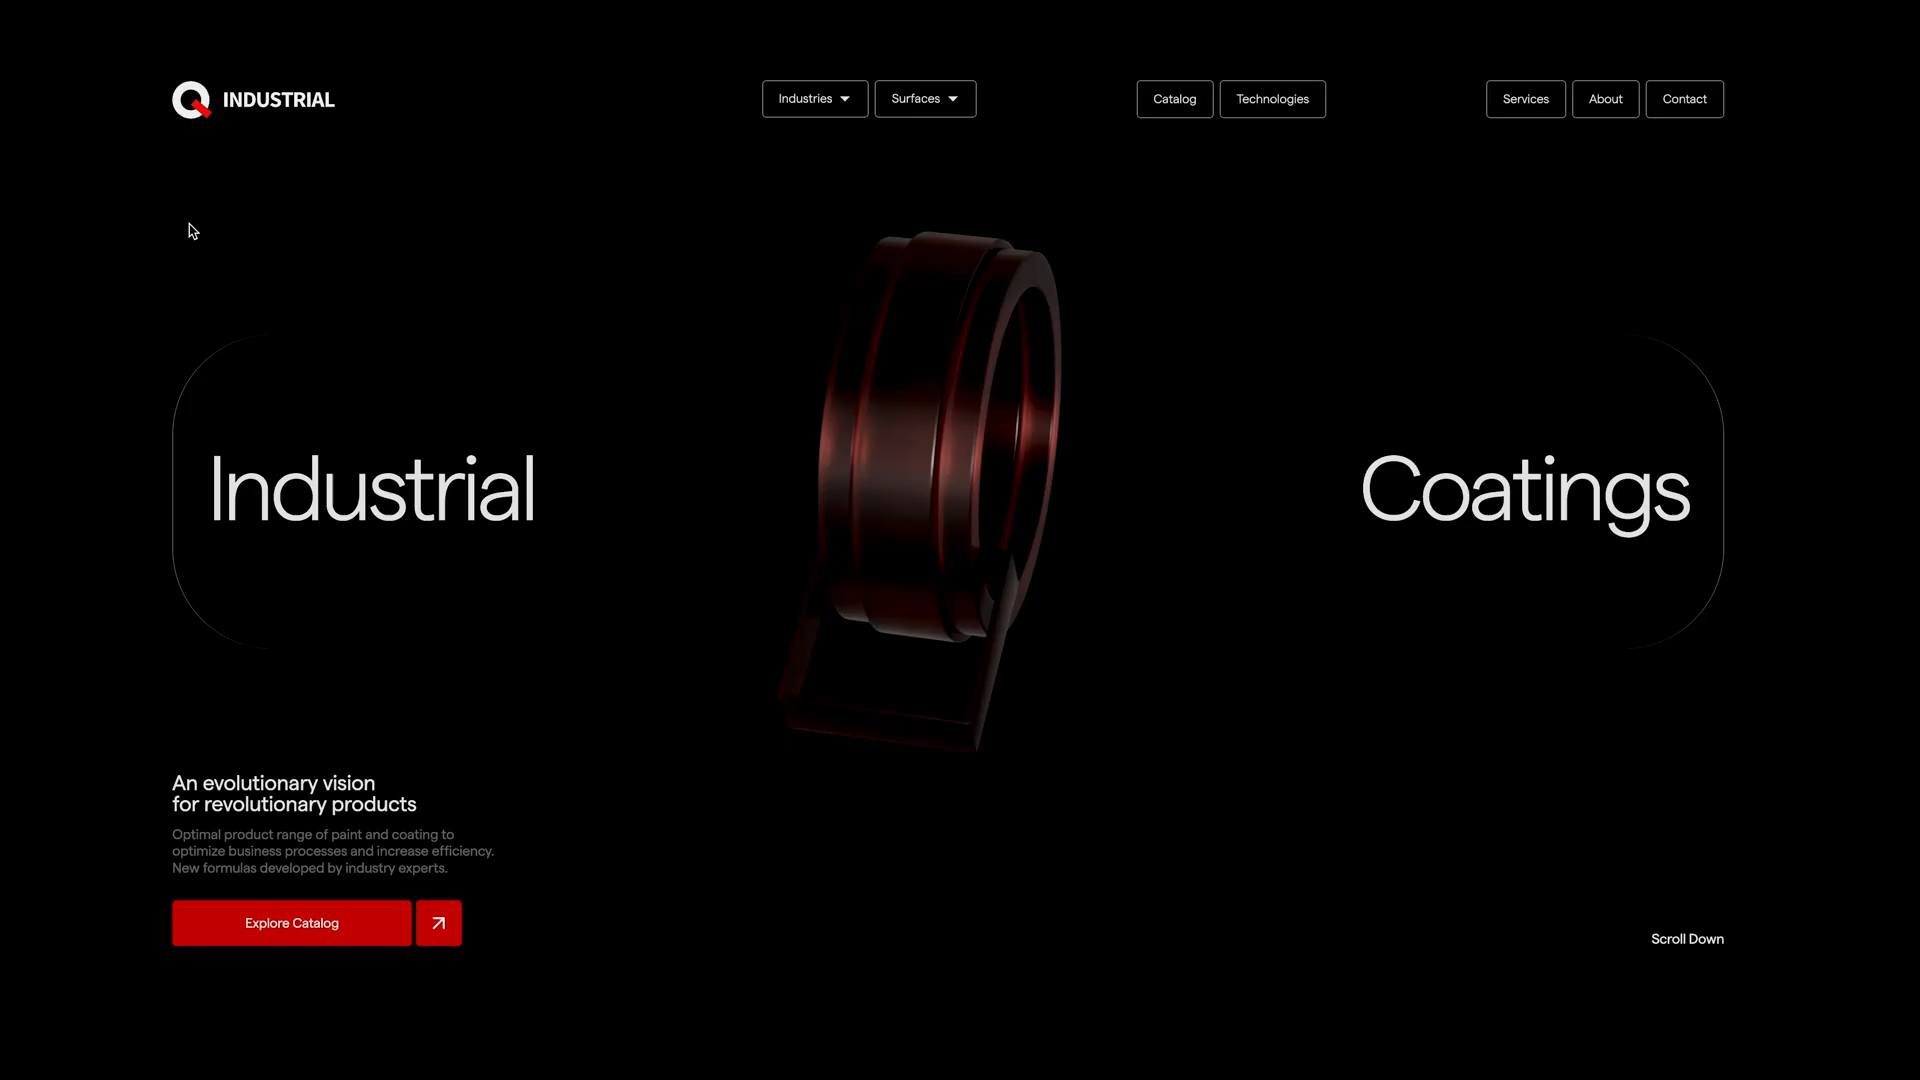 INDUSTRIAL
Industries
Surfaces
Catalog
Technologies
Services
About
Contact
Industrial
Coatings
An evolutionary vision
for revolutionary products
Optimal product range of paint and coating to
optimize business processes and increase efficiency.
New formulas developed by industry experts.
Explore Catalog
Scroll Down